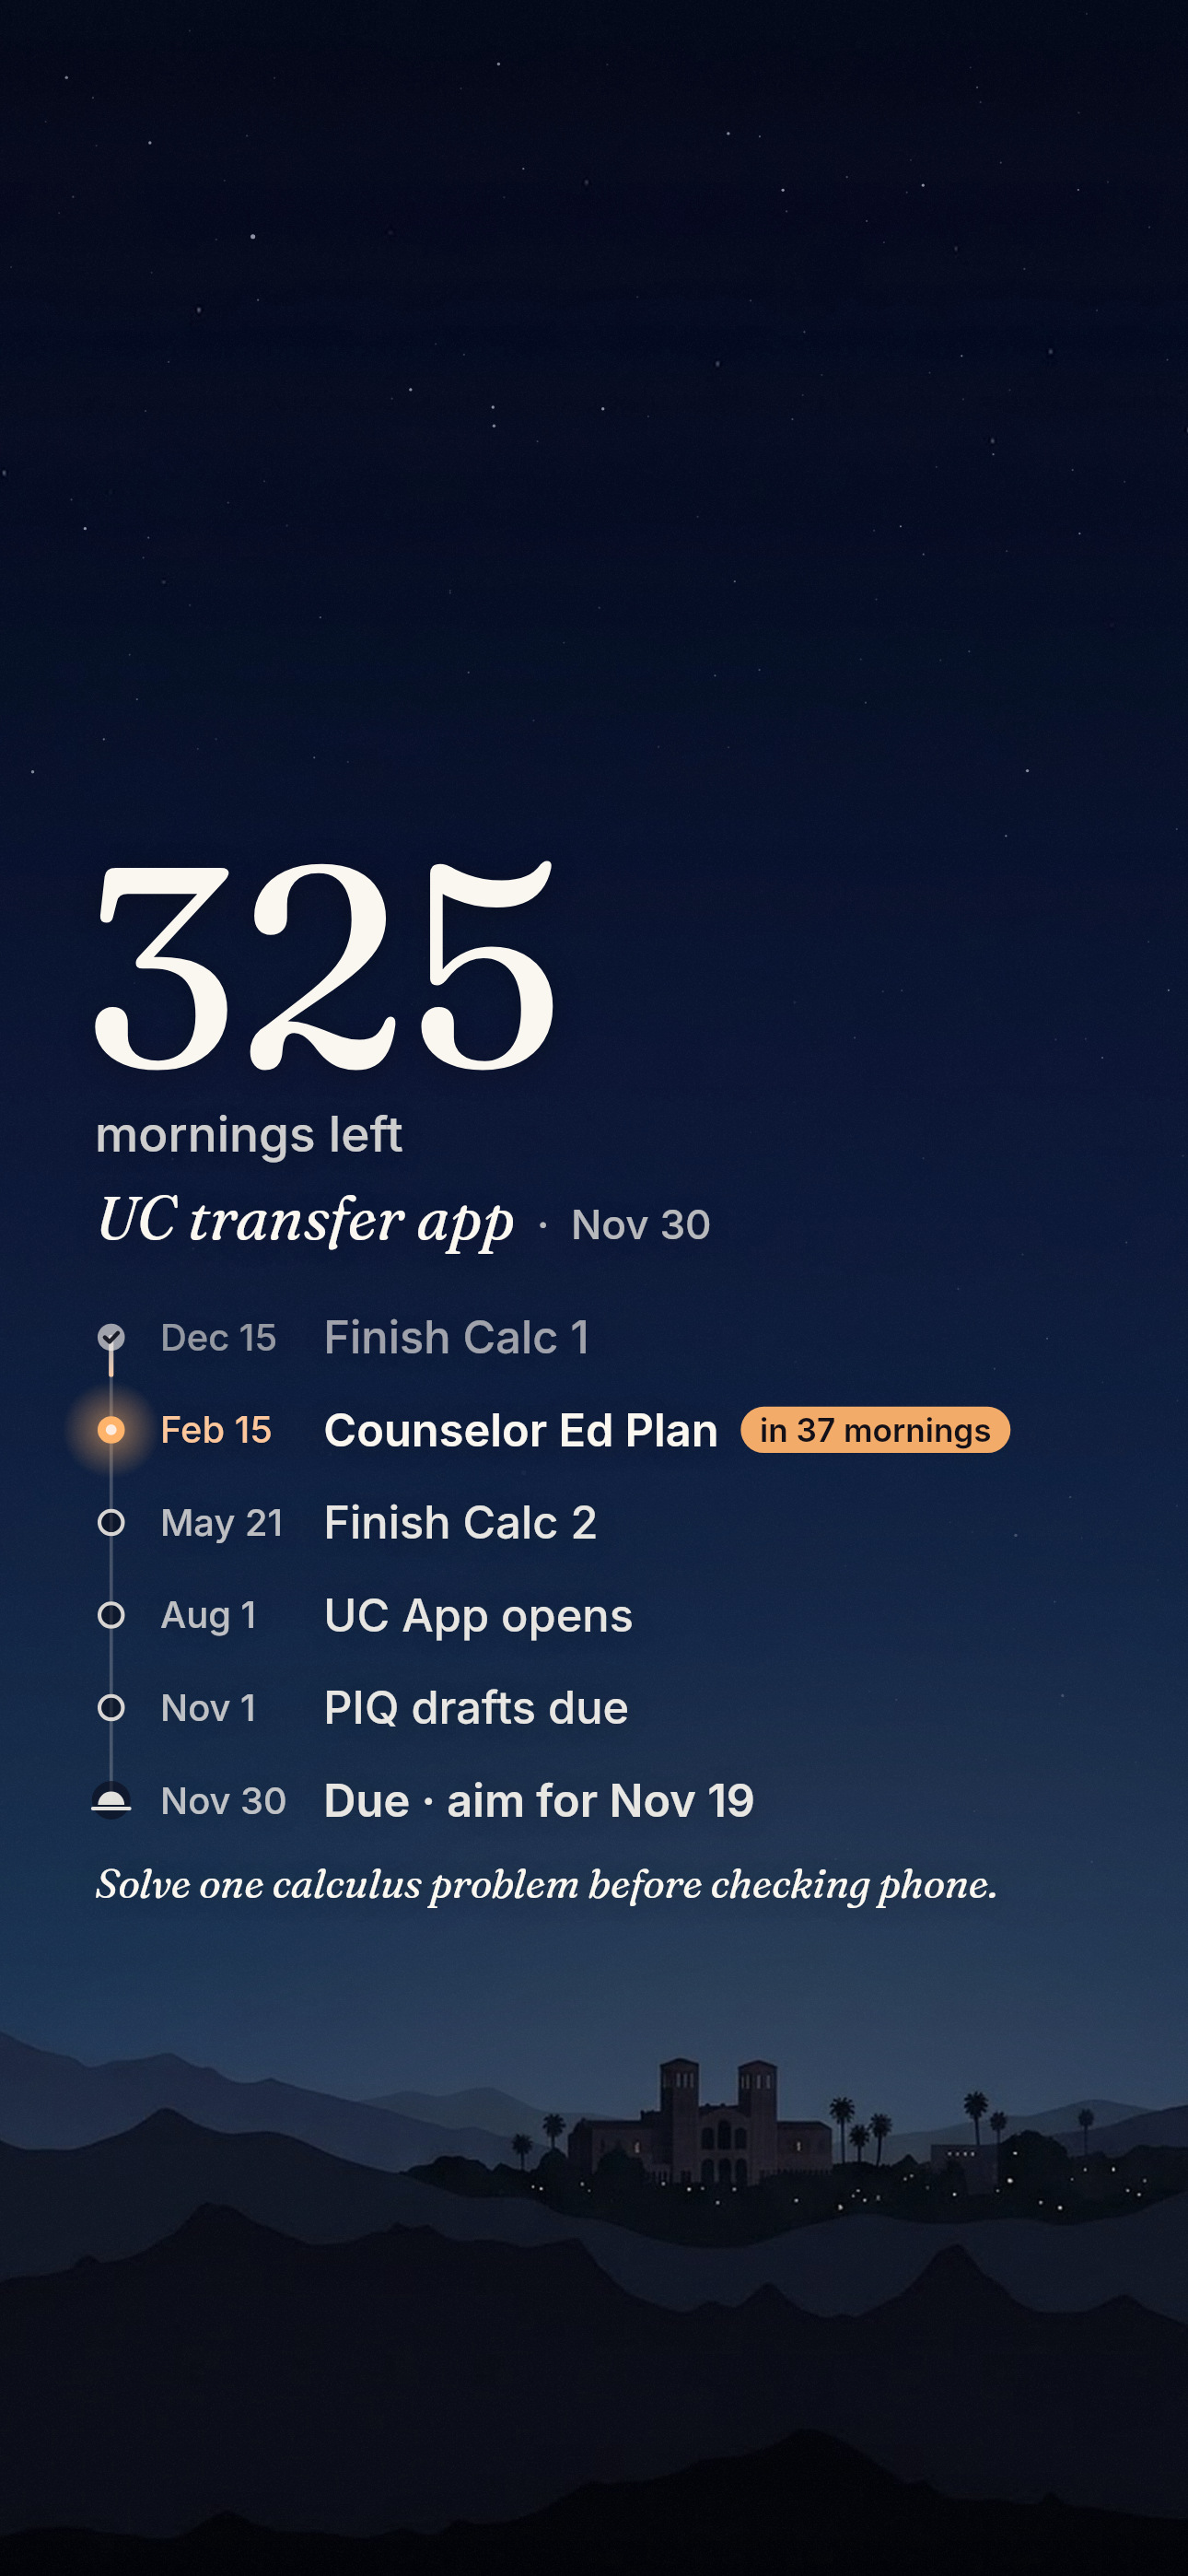 325
mornings left
UC transfer app · Nov 30
Dec 15 Finish Calc 1
Feb 15 Counselor Ed Plan in 37 mornings
May 21 Finish Calc 2
Aug 1 UC App opens
Nov 1 PIQ drafts due
Nov 30 Due · aim for Nov 19
Solve one calculus problem before checking phone.